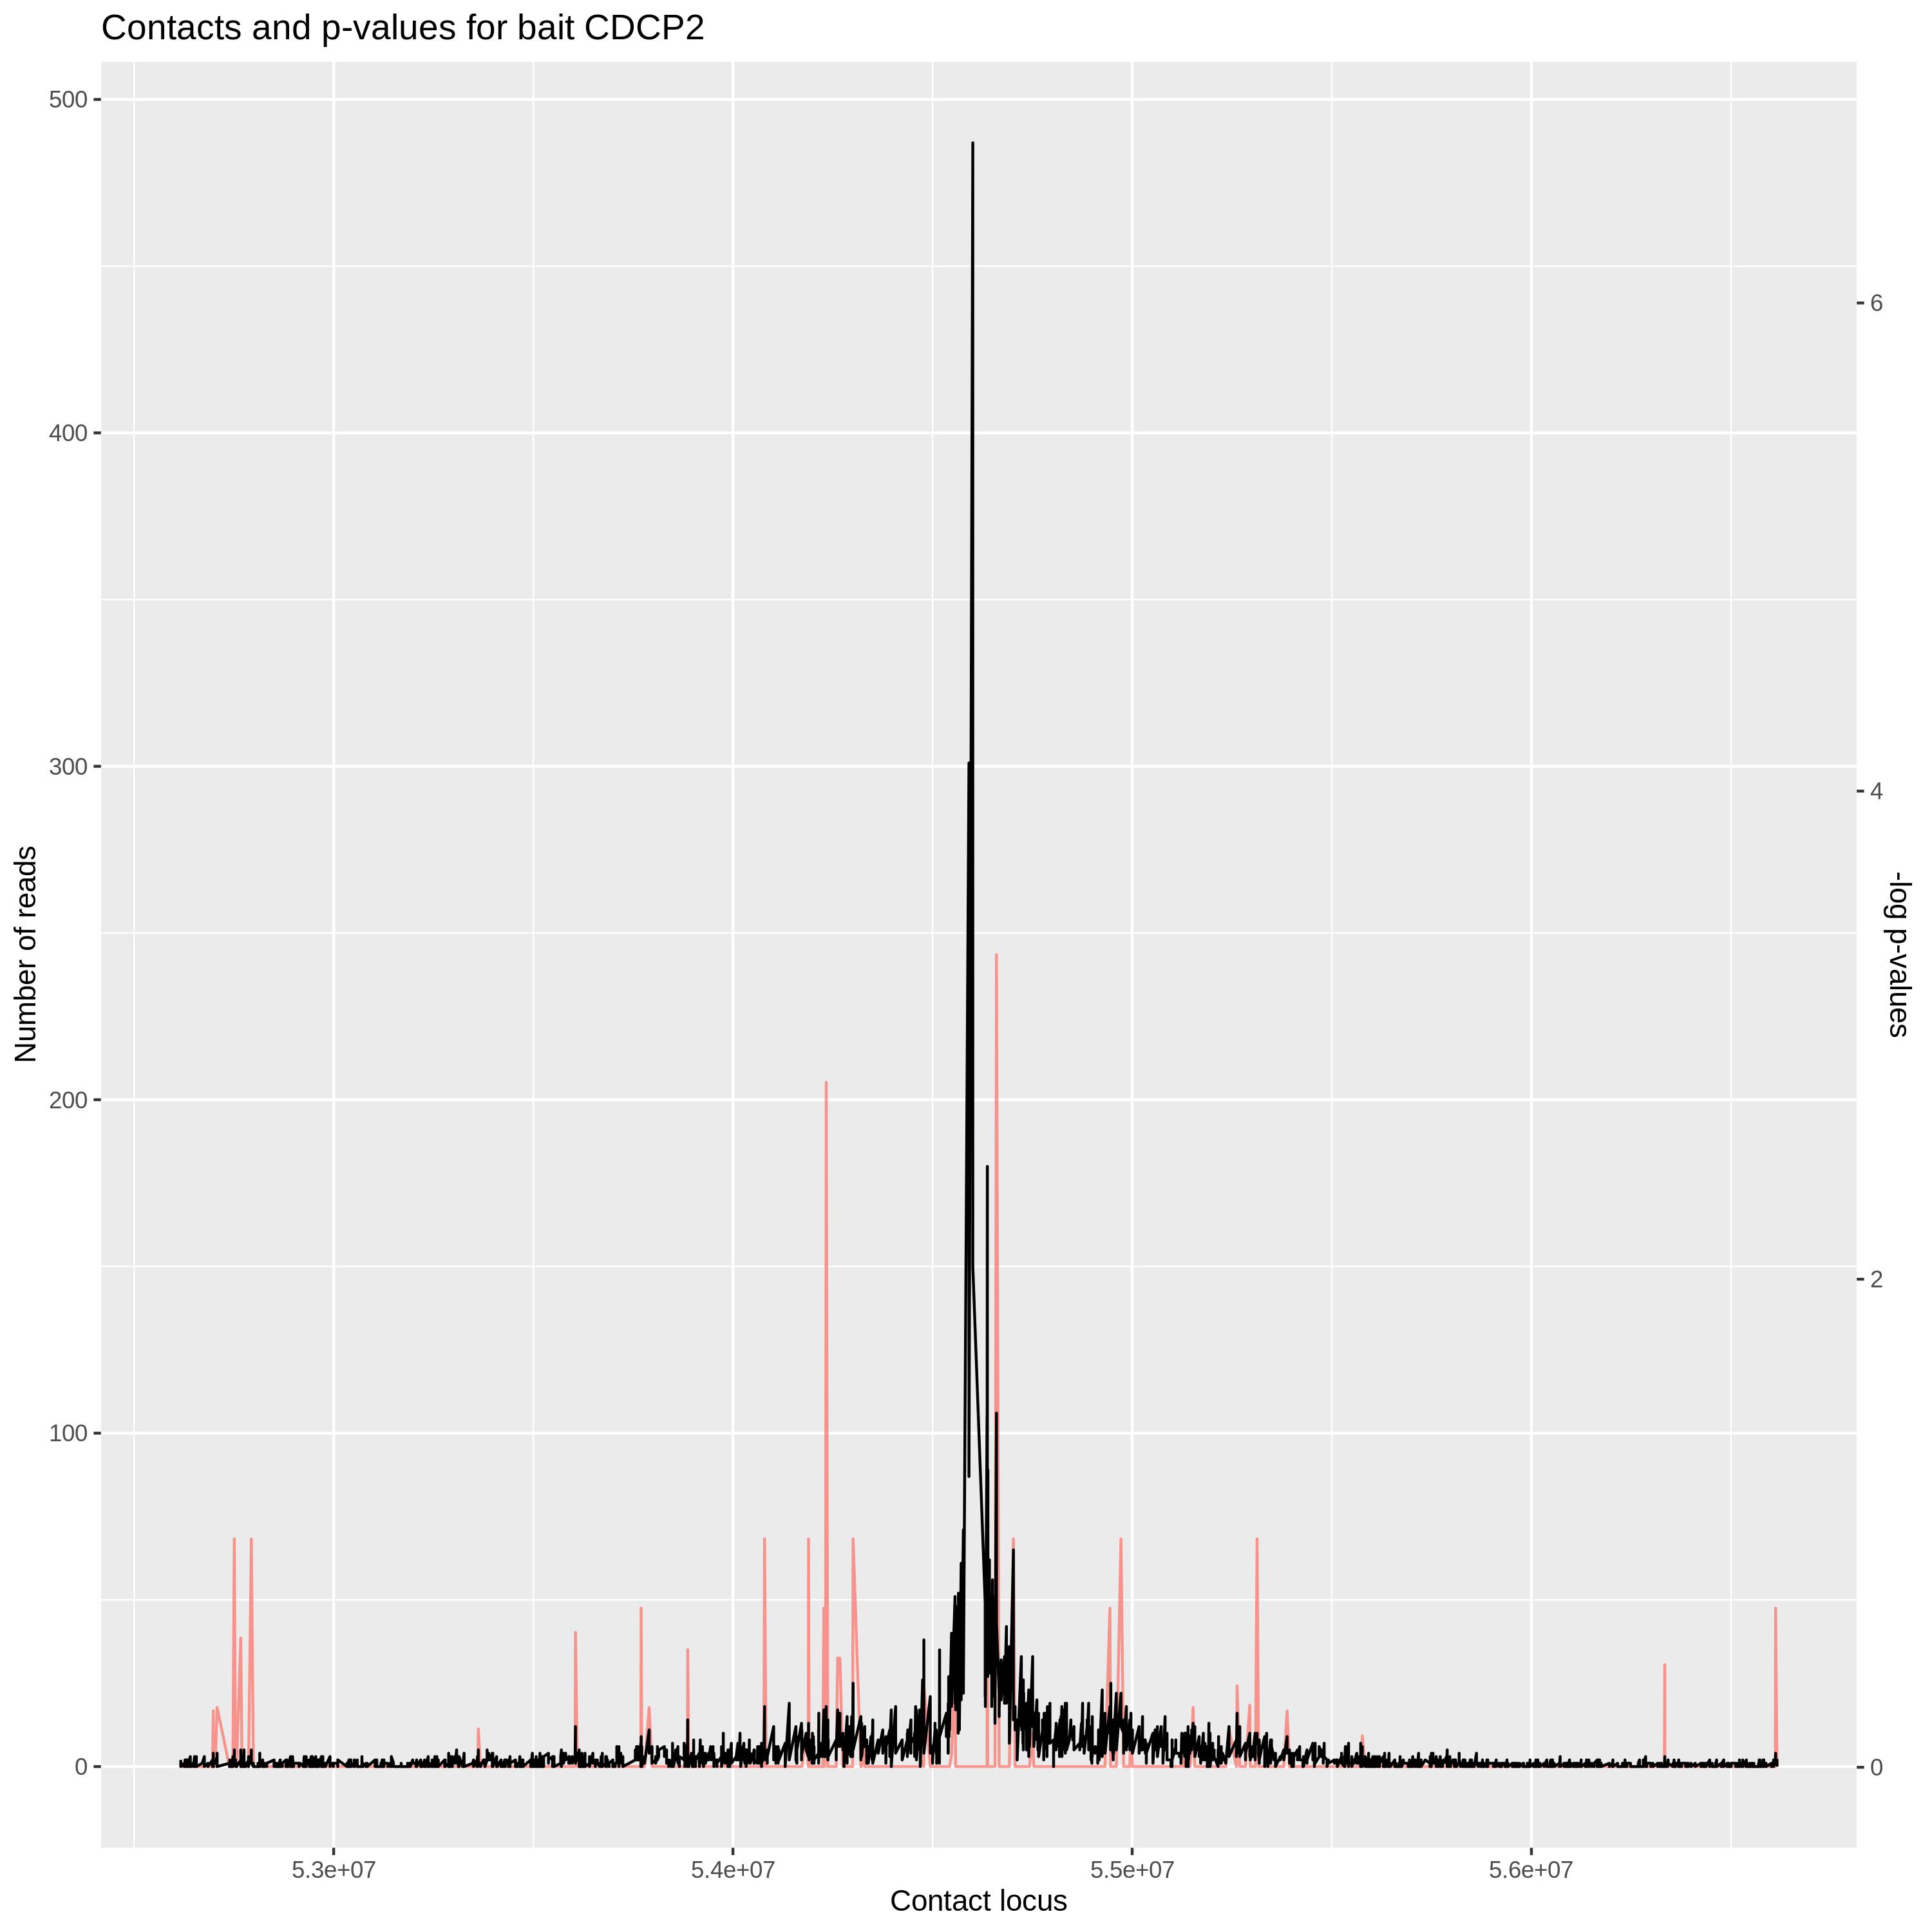 Contacts and p-values for bait CDCP2
500
400
300
200
100
0
6
4
2
0
Number of reads
-log p-values
5.3e+07
5.4e+07
5.5e+07
5.6e+07
Contact locus